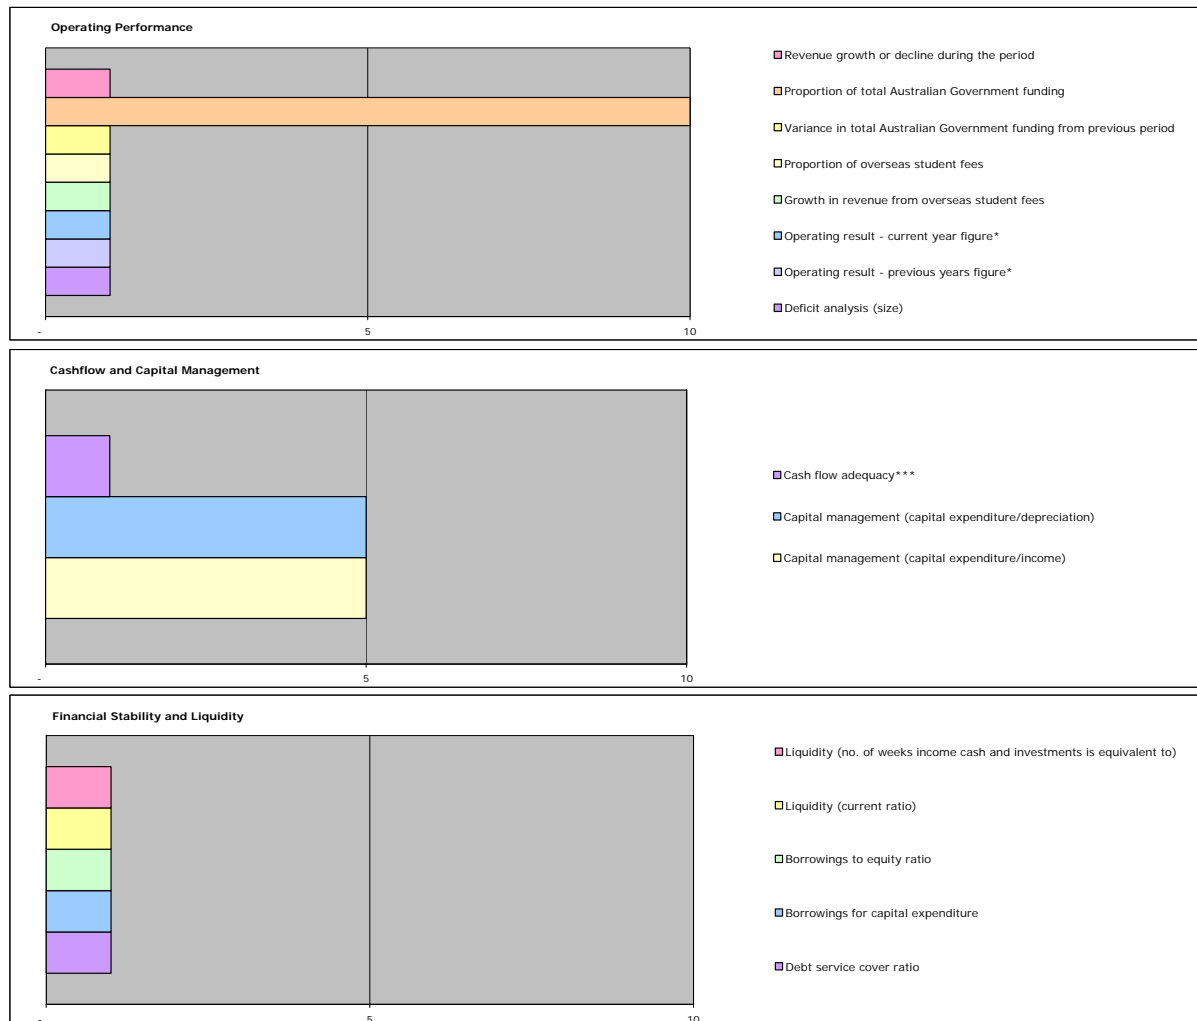 Operating Performance
Revenue growth or decline during the period
Proportion of total Australian Government funding
Variance in total Australian Government funding from previous period
Proportion of overseas student fees
Growth in revenue from overseas student fees
Operating result - current year figure*
Operating result - previous years figure*
Deficit analysis (size)
- 5 10
Cashflow and Capital Management
Cash flow adequacy***
Capital management (capital expenditure/depreciation)
Capital management (capital expenditure/income)
- 5 10
Financial Stability and Liquidity
Liquidity (no. of weeks income cash and investments is equivalent to)
Liquidity (current ratio)
Borrowings to equity ratio
Borrowings for capital expenditure
Debt service cover ratio
- 5 10